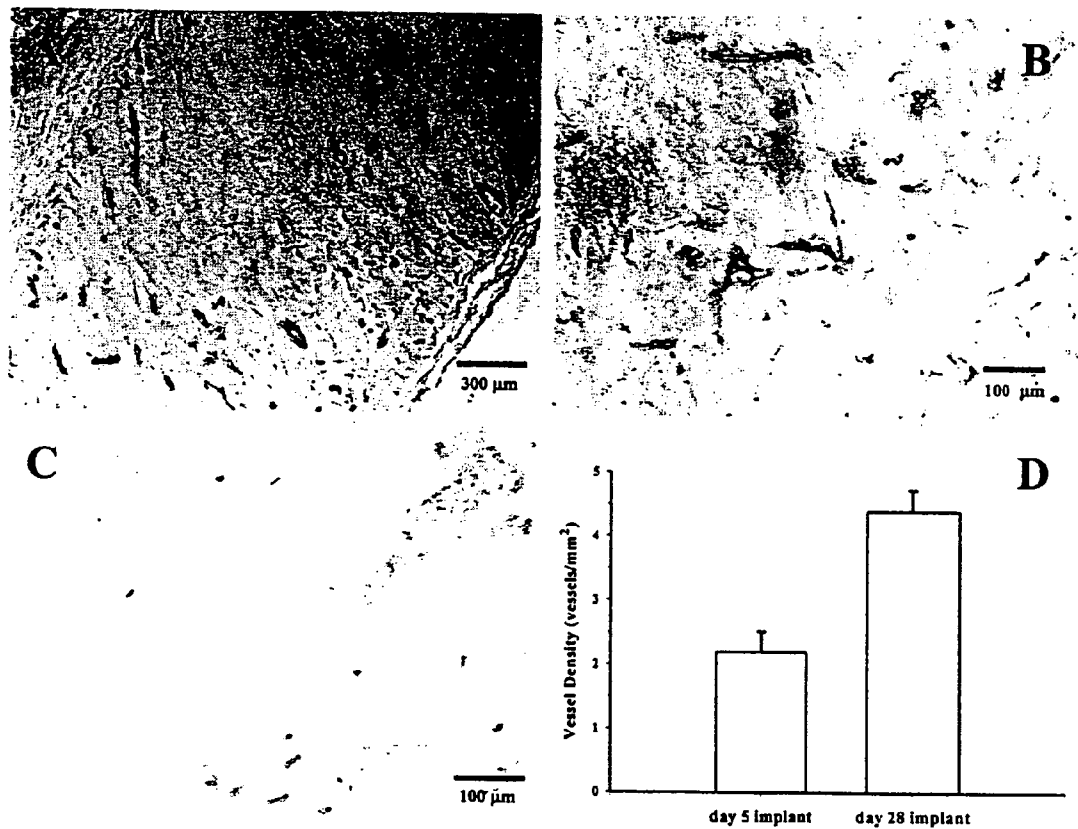 300 μm
B
100 μm
C
100 μm
D
Vessel Density (vessels/mm²)
5
4
3
2
1
0
day 5 implant
day 28 implant